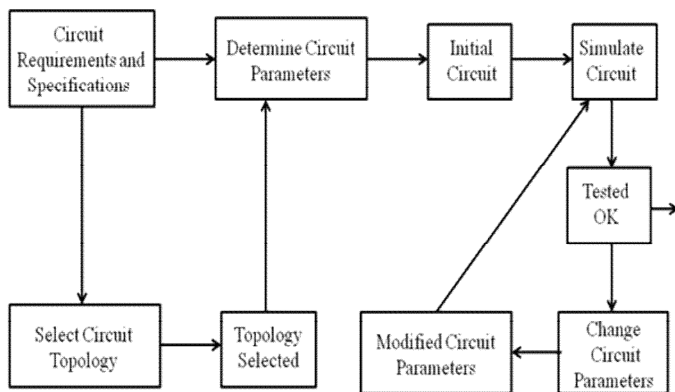 Circuit
Requirements and
Specifications
Determine Circuit
Parameters
Initial
Circuit
Simulate
Circuit
Tested
OK
Select Circuit
Topology
Topology
Selected
Modified Circuit
Parameters
Change
Circuit
Parameters